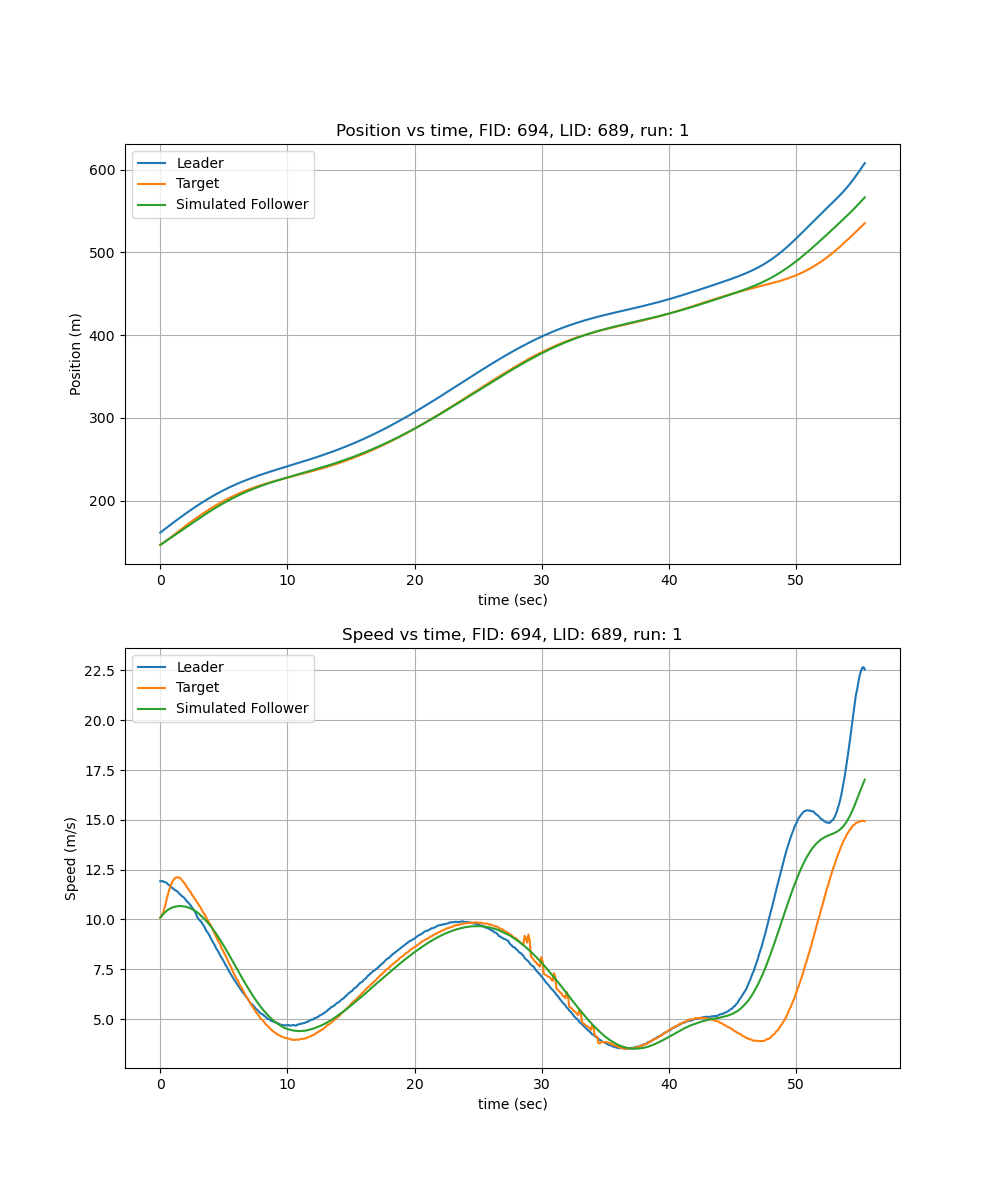 Position vs time, FID: 694, LID: 689, run: 1
Leader
Target
Simulated Follower
600
500
400
300
200
Position (m)
0 10 20 30 40 50
time (sec)
Speed vs time, FID: 694, LID: 689, run: 1
Leader
Target
Simulated Follower
22.5
20.0
17.5
15.0
12.5
10.0
7.5
5.0
Speed (m/s)
0 10 20 30 40 50
time (sec)